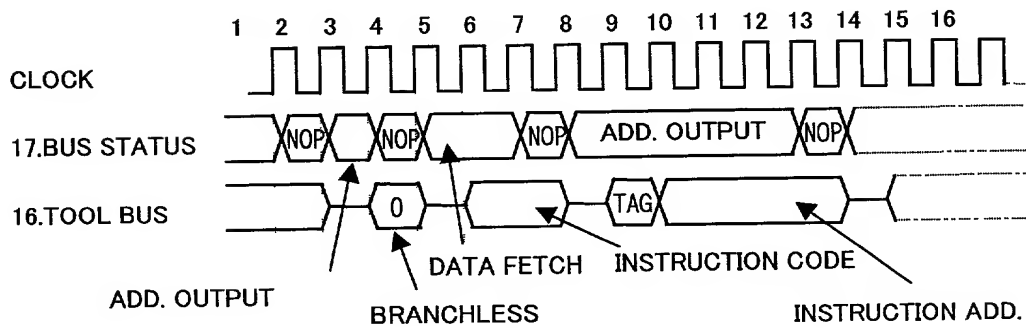 1 2 3 4 5 6 7 8 9 10 11 12 13 14 15 16
CLOCK
17.BUS STATUS NOP NOP NOP ADD. OUTPUT NOP
16.TOOL BUS 0 TAG
DATA FETCH INSTRUCTION CODE
ADD. OUTPUT BRANCHLESS INSTRUCTION ADD.